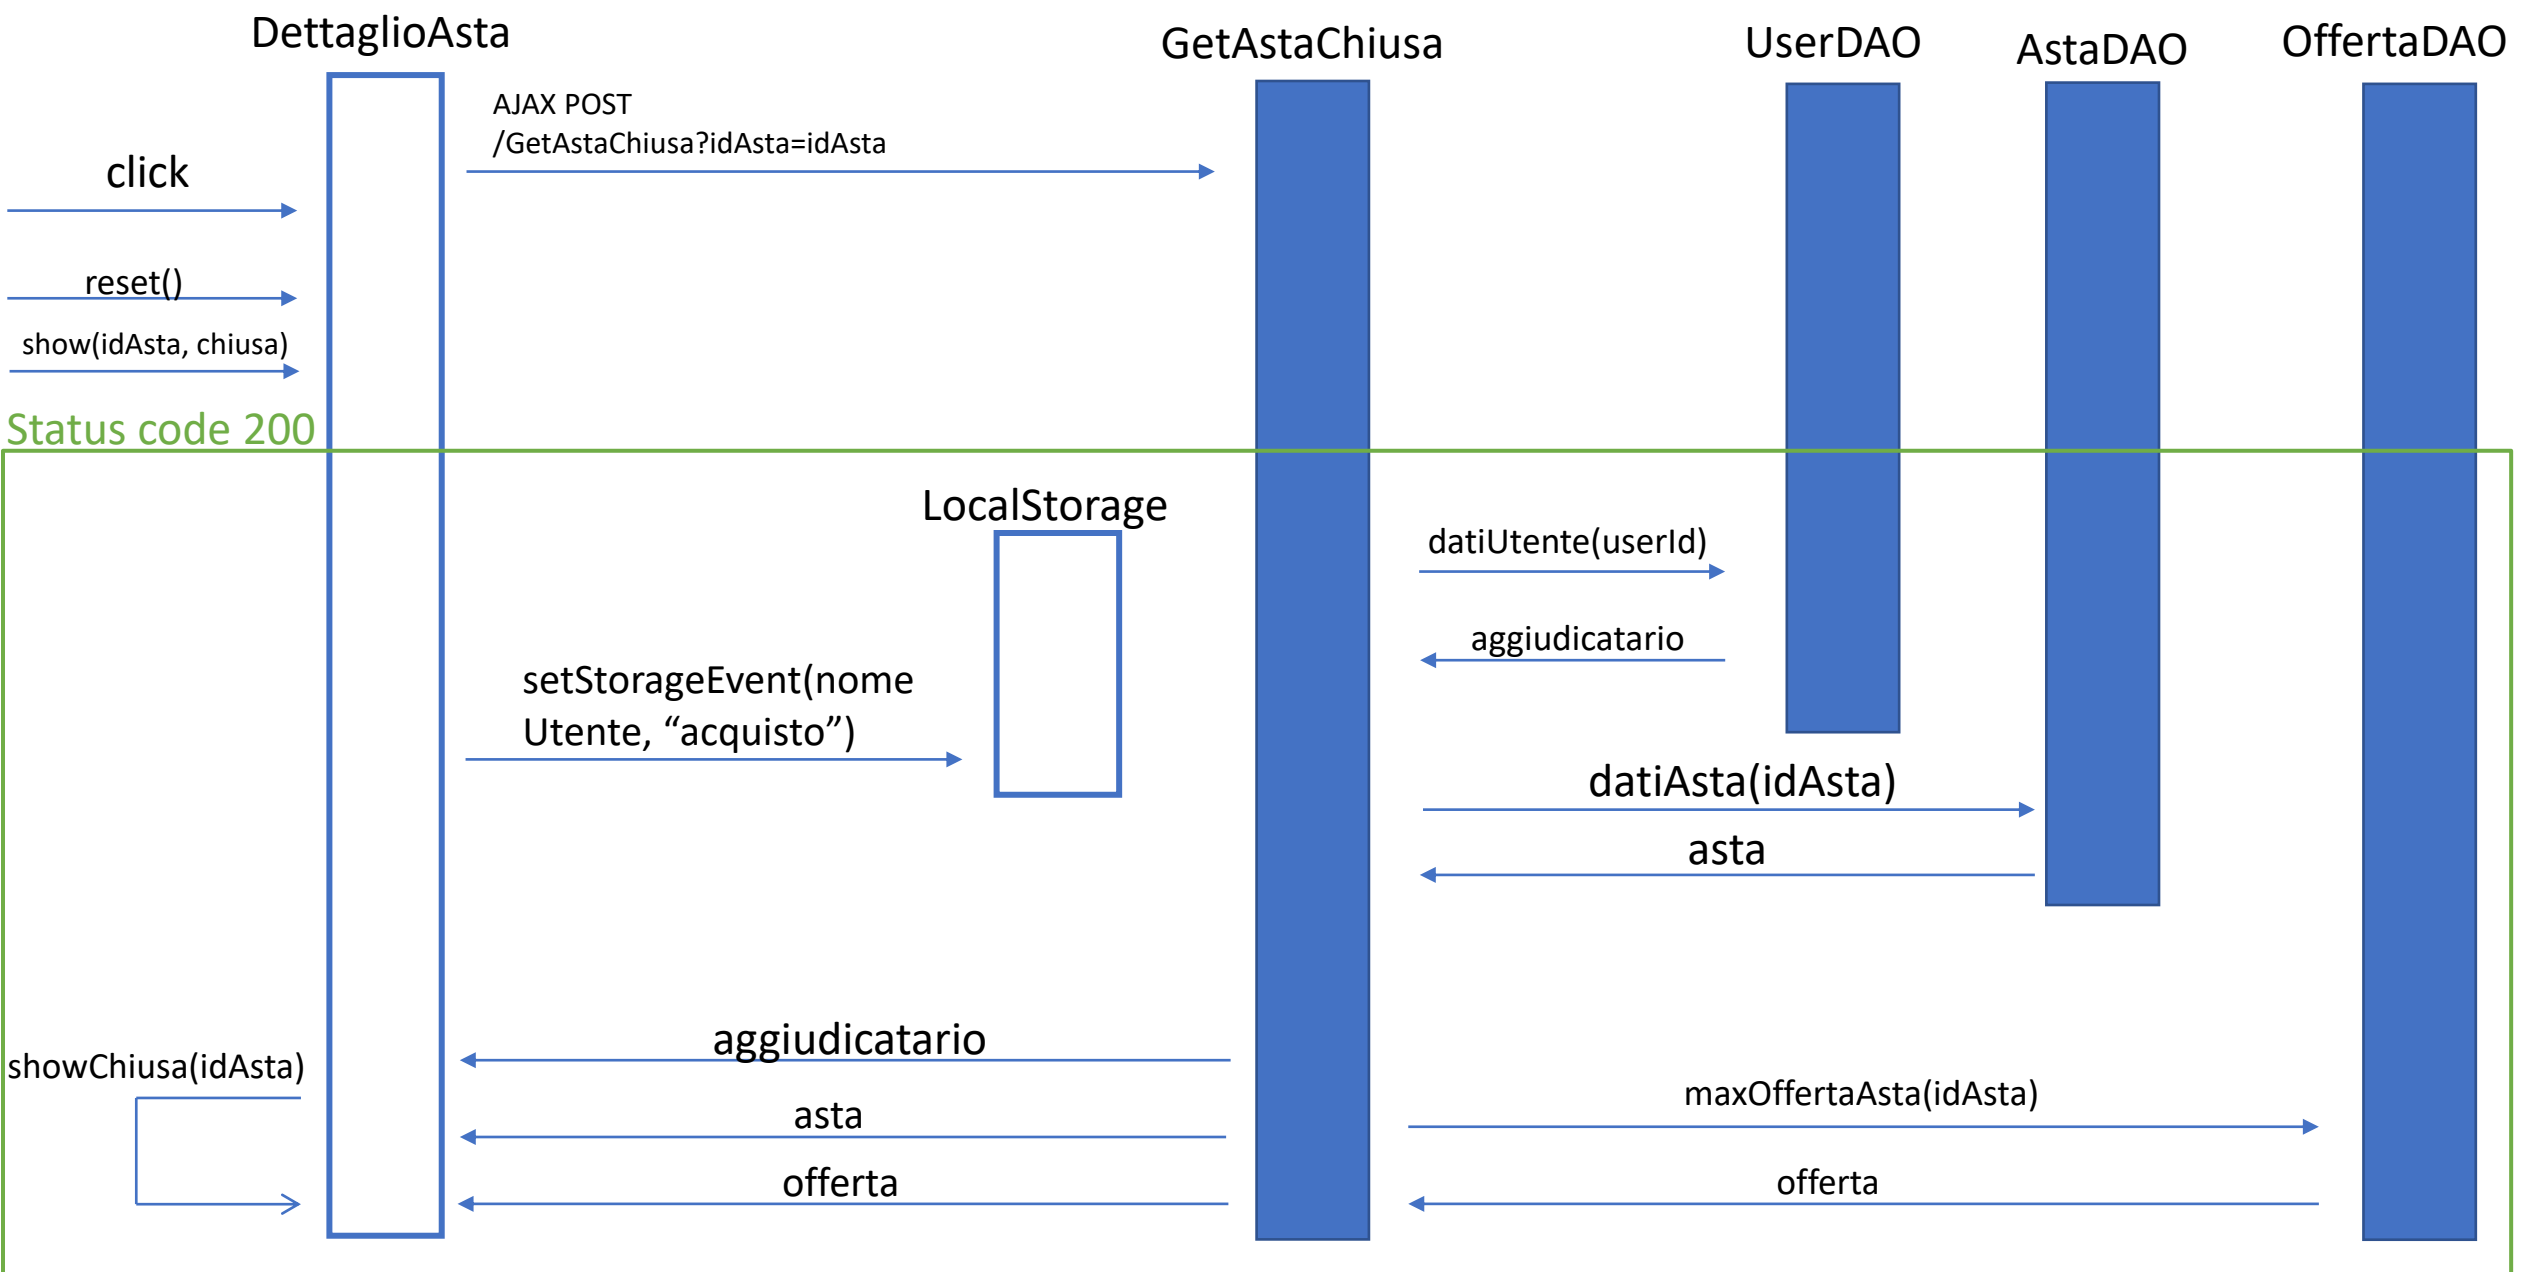 DettaglioAsta
GetAstaChiusa
UserDAO
AstaDAO
OffertaDAO
AJAX POST
/GetAstaChiusa?idAsta=idAsta
click
reset()
show(idAsta, chiusa)
Status code 200
LocalStorage
datiUtente(userId)
aggiudicatario
setStorageEvent(nome
Utente, “acquisto”)
datiAsta(idAsta)
asta
aggiudicatario
showChiusa(idAsta)
maxOffertaAsta(idAsta)
asta
offerta
offerta